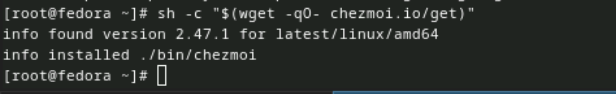 [root@fedora ~]# sh -c "$(wget -qO- chezmoi.io/get)"
info found version 2.47.1 for latest/linux/amd64
info installed ./bin/chezmoi
[root@fedora ~]#